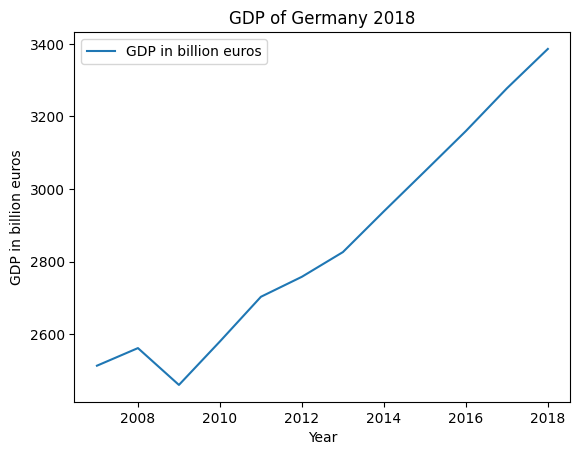 GDP of Germany 2018
GDP in billion euros
GDP in billion euros
3400
3200
3000
2800
2600
2008 2010 2012 2014 2016 2018
Year